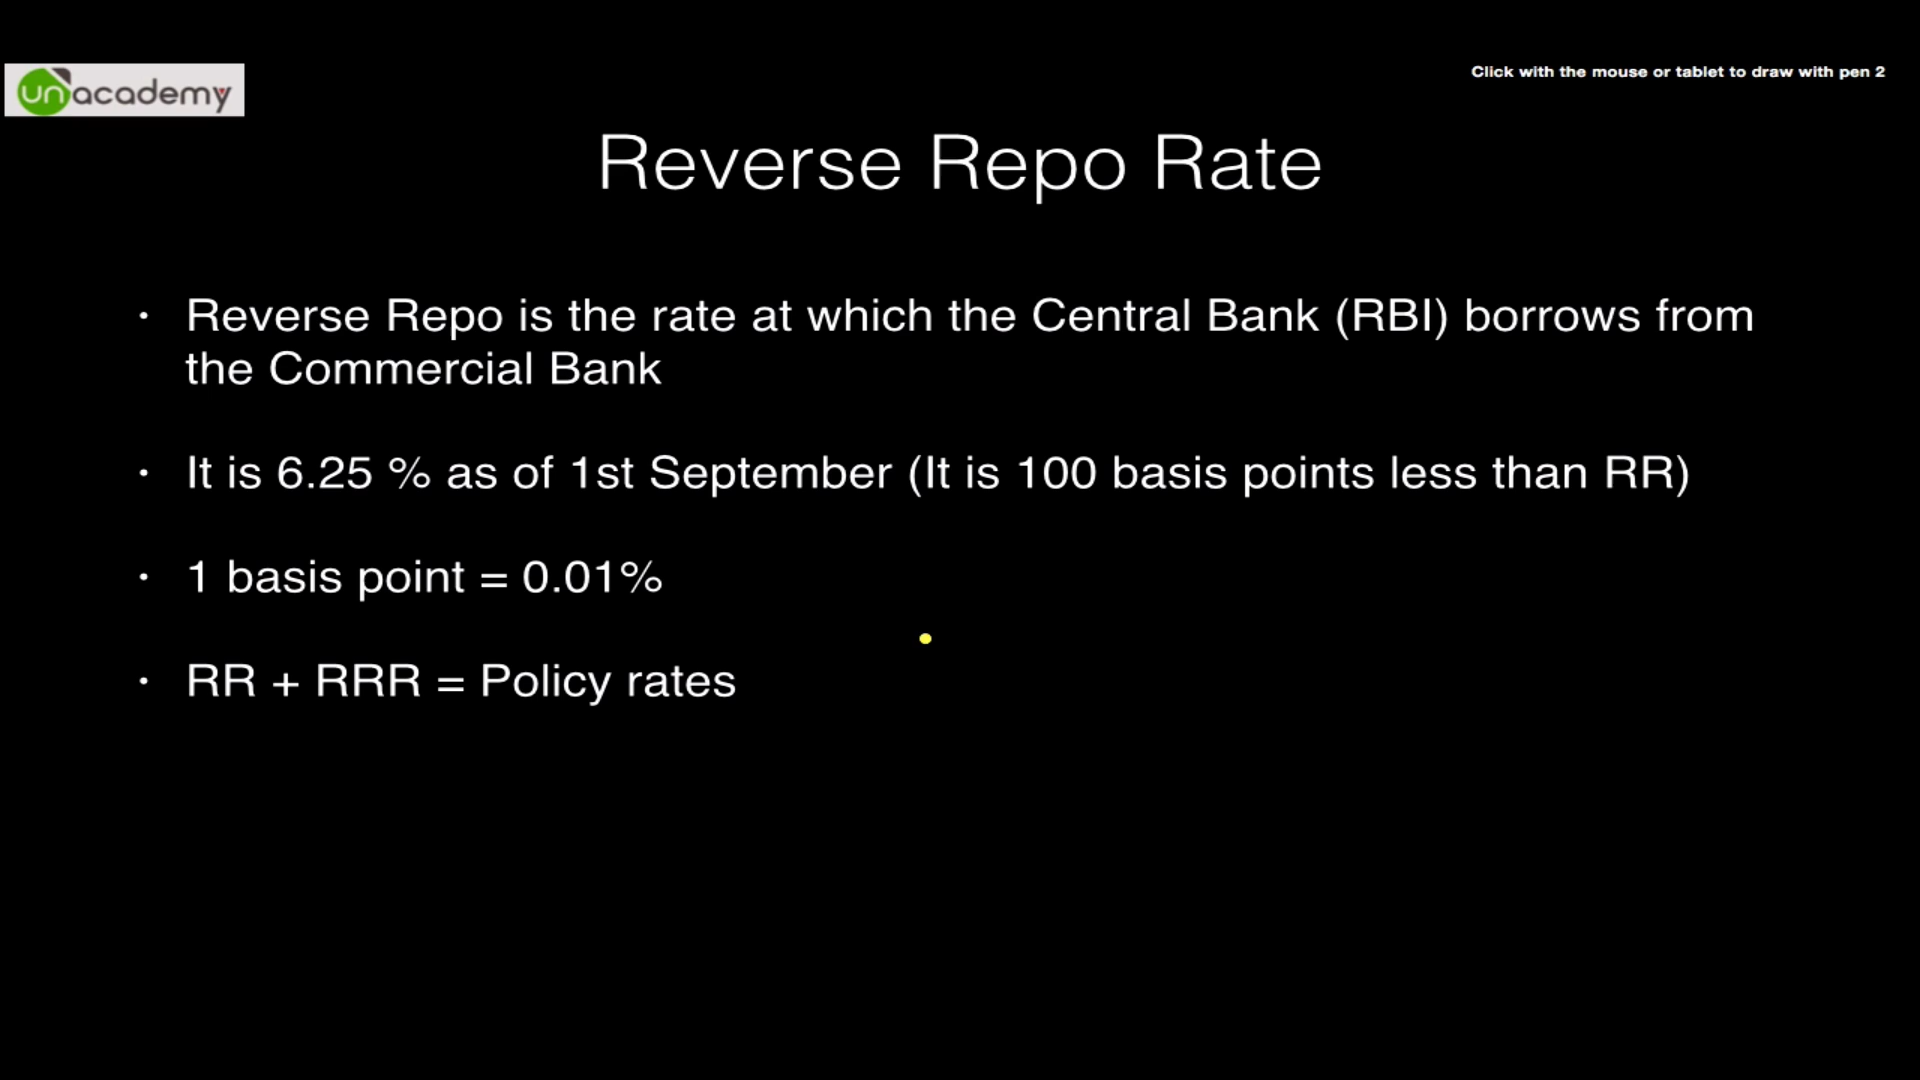 unacademy
Click with the mouse or tablet to draw with pen 2
Reverse Repo Rate
• Reverse Repo is the rate at which the Central Bank (RBI) borrows from
the Commercial Bank
• It is 6.25 % as of 1st September (It is 100 basis points less than RR)
• 1 basis point = 0.01%
• RR + RRR = Policy rates